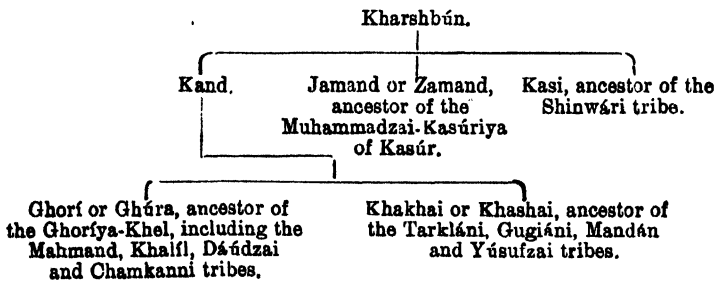 Kharshbún.
Kand.
Jamand or Zamand,
ancestor of the
Muhammadzai-Kasúriya
of Kasúr.
Kasi, ancestor of the
Shinwári tribe.
Ghorí or Ghúra, ancestor of
the Ghoríya-Khel, including the
Mahmand, Khalíl, Dáúdzai
and Chamkanni tribes.
Khakhai or Khashai, ancestor of
the Tarkláni, Gugiáni, Mandán
and Yúsufzai tribes.